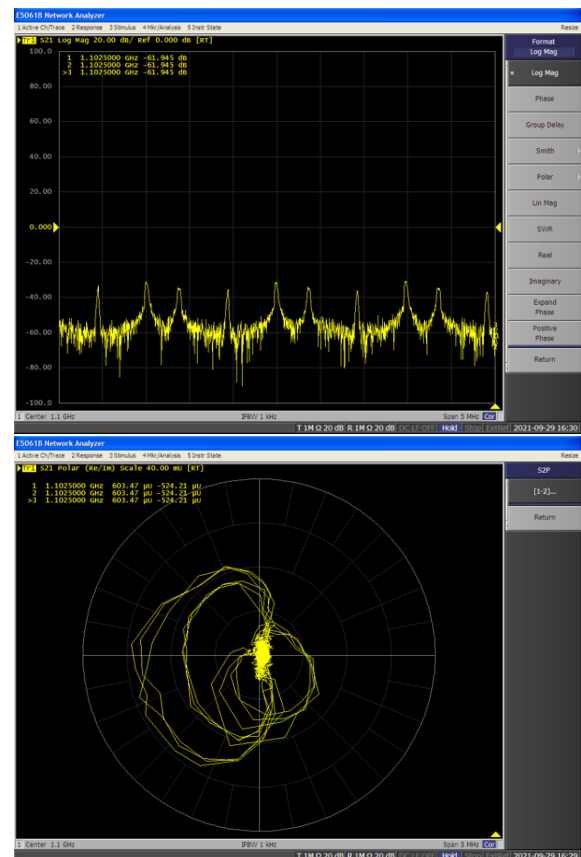 E5061B Network Analyzer
1 Active Ch/Trace 2 Response 3 Stimulus 4 Mkr/Analysis 5 Instr State
Resize
Tr1 S21 Log Mag 20.00 dB/ Ref 0.000 dB [RT]
1 1.1025000 GHz -61.945 dB
2 1.1025000 GHz -61.945 dB
>3 1.1025000 GHz -61.945 dB
100.0
80.00
60.00
40.00
20.00
0.000
-20.00
-40.00
-60.00
-80.00
-100.0
Format
Log Mag
Log Mag
Phase
Group Delay
Smith
Polar
Lin Mag
SWR
Real
Imaginary
Expand
Phase
Positive
Phase
Return
1 Center 1.1 GHz IFBW 1 kHz Span 5 MHz Cor
T 1M Ω 20 dB R 1M Ω 20 dB DC LF OFF Hold Stop ExtRef 2021-09-29 16:30
E5061B Network Analyzer
1 Active Ch/Trace 2 Response 3 Stimulus 4 Mkr/Analysis 5 Instr State
Resize
Tr1 S21 Polar (Re/Im) Scale 40.00 mU [RT]
1 1.1025000 GHz 603.47 µU -524.21 µU
2 1.1025000 GHz 603.47 µU -524.21 µU
>3 1.1025000 GHz 603.47 µU -524.21 µU
S2P
[1-2]...
Return
1 Center 1.1 GHz IFBW 1 kHz Span 5 MHz Cor
T 1M Ω 20 dB R 1M Ω 20 dB DC LF OFF Hold Stop ExtRef 2021-09-29 16:29